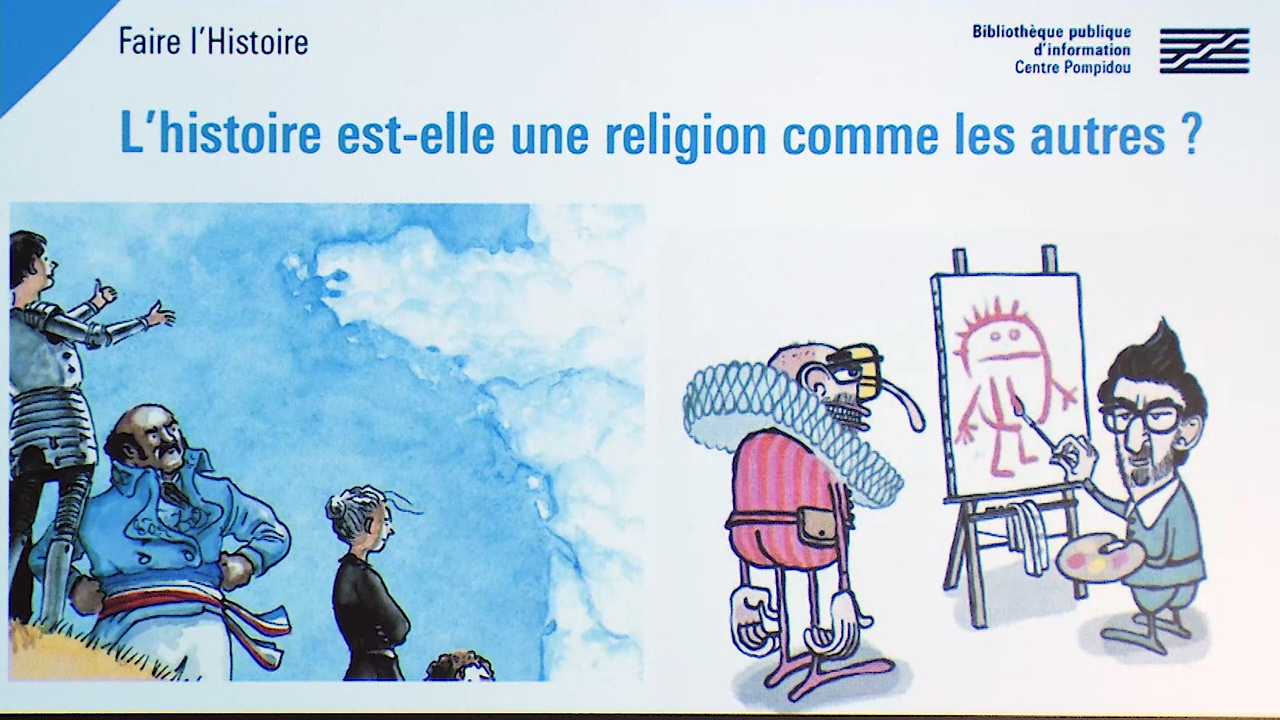 Faire l'Histoire
Bibliothèque publique
d'information
Centre Pompidou
L'histoire est-elle une religion comme les autres ?